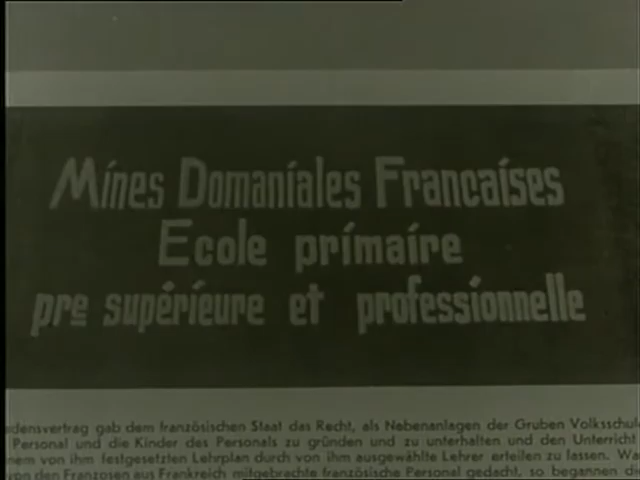 Mines Domaniales Francaises
Ecole primaire
pre supérieure et professionnelle
densvertrag gab dem französischen Staat das Recht, als Nebenanlagen der Gruben Volksschul
Personal und die Kinder des Personals zu gründen und zu unterhalten und den Unterricht
nem von ihm festgesetzten Lehrplan durch von ihm ausgewählte Lehrer erteilen zu lassen. Wa
von den Franzosen aus Frankreich mitgebrachte französische Personal gedacht, so begannen di